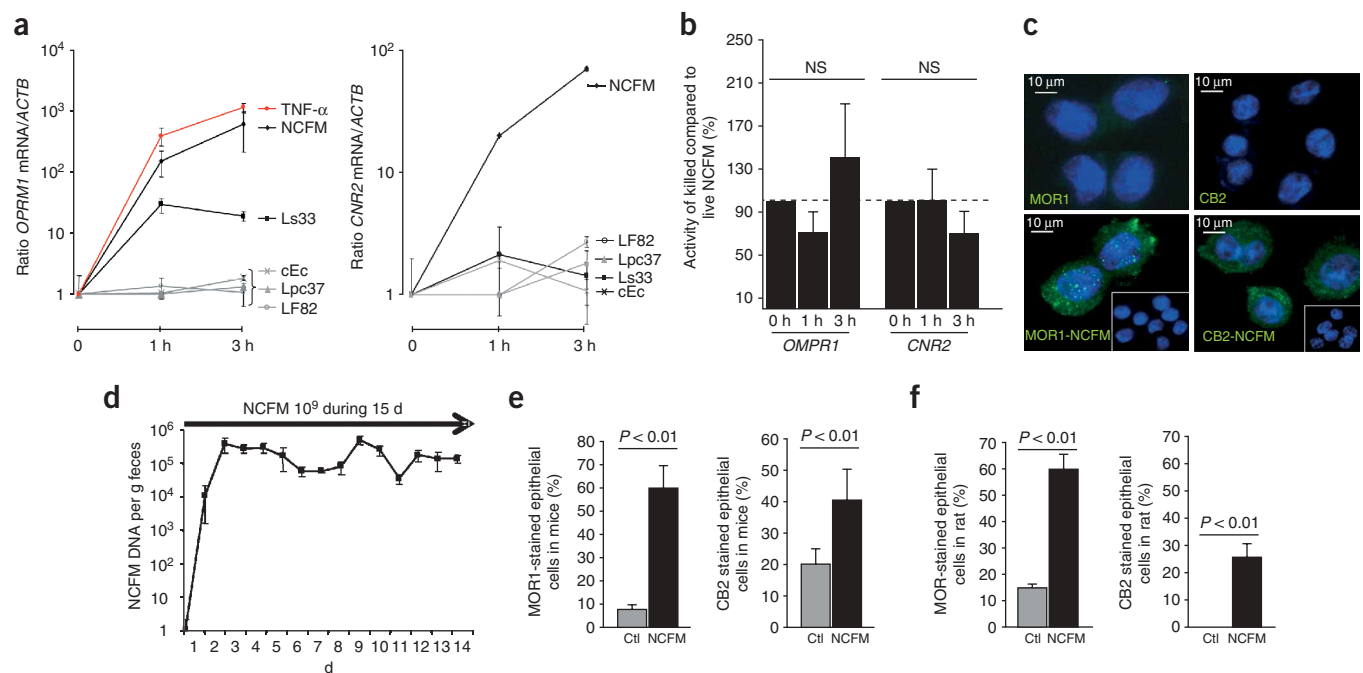 a
Ratio OPRM1 mRNA/ACTB
10⁴
10³
10²
10
1
0
1 h
3 h
TNF-α
NCFM
Ls33
cEc
Lpc37
LF82
Ratio CNR2 mRNA/ACTB
10²
10
1
0
1 h
3 h
NCFM
LF82
Lpc37
Ls33
cEc
b
Activity of killed compared to
live NCFM (%)
250
210
170
130
90
50
10
NS
NS
0 h 1 h 3 h
0 h 1 h 3 h
OMPR1
CNR2
c
10 μm
MOR1
10 μm
CB2
10 μm
MOR1-NCFM
10 μm
CB2-NCFM
d
NCFM 10⁹ during 15 d
NCFM DNA per g feces
10⁶
10⁵
10⁴
10³
10²
10
1
1 2 3 4 5 6 7 8 9 10 11 12 13 14
d
e
MOR1-stained epithelial
cells in mice (%)
80
70
60
50
40
30
20
10
0
P < 0.01
Ctl NCFM
CB2 stained epithelial
cells in mice (%)
60
50
40
30
20
10
0
P < 0.01
Ctl NCFM
f
MOR-stained epithelial
cells in rat (%)
70
60
50
40
30
20
10
0
P < 0.01
Ctl NCFM
CB2 stained epithelial
cells in rat (%)
70
60
50
40
30
20
10
0
P < 0.01
Ctl NCFM